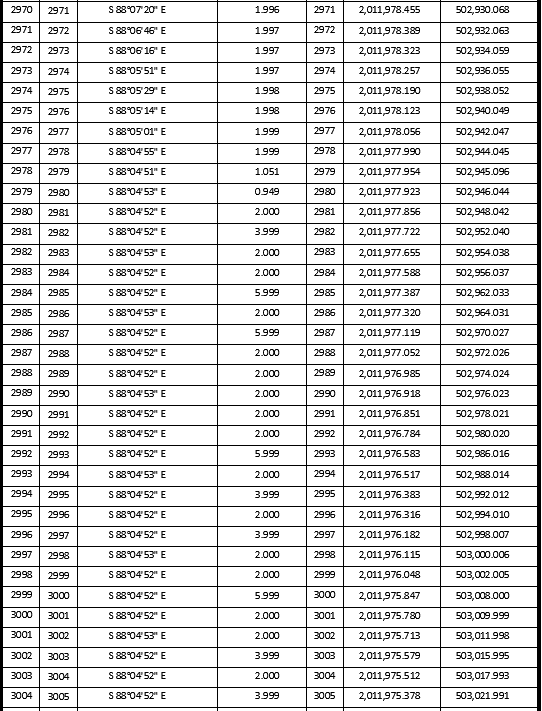 2970 2971 S 88°07'20" E 1.996 2971 2,011,978.455 502,930.068
2971 2972 S 88°06'46" E 1.997 2972 2,011,978.389 502,932.063
2972 2973 S 88°06'16" E 1.997 2973 2,011,978.323 502,934.059
2973 2974 S 88°05'51" E 1.997 2974 2,011,978.257 502,936.055
2974 2975 S 88°05'29" E 1.998 2975 2,011,978.190 502,938.052
2975 2976 S 88°05'14" E 1.998 2976 2,011,978.123 502,940.049
2976 2977 S 88°05'01" E 1.999 2977 2,011,978.056 502,942.047
2977 2978 S 88°04'55" E 1.999 2978 2,011,977.990 502,944.045
2978 2979 S 88°04'51" E 1.051 2979 2,011,977.954 502,945.096
2979 2980 S 88°04'53" E 0.949 2980 2,011,977.923 502,946.044
2980 2981 S 88°04'52" E 2.000 2981 2,011,977.856 502,948.042
2981 2982 S 88°04'52" E 3.999 2982 2,011,977.722 502,952.040
2982 2983 S 88°04'53" E 2.000 2983 2,011,977.655 502,954.038
2983 2984 S 88°04'52" E 2.000 2984 2,011,977.588 502,956.037
2984 2985 S 88°04'52" E 5.999 2985 2,011,977.387 502,962.033
2985 2986 S 88°04'53" E 2.000 2986 2,011,977.320 502,964.031
2986 2987 S 88°04'52" E 5.999 2987 2,011,977.119 502,970.027
2987 2988 S 88°04'52" E 2.000 2988 2,011,977.052 502,972.026
2988 2989 S 88°04'52" E 2.000 2989 2,011,976.985 502,974.024
2989 2990 S 88°04'53" E 2.000 2990 2,011,976.918 502,976.023
2990 2991 S 88°04'52" E 2.000 2991 2,011,976.851 502,978.021
2991 2992 S 88°04'52" E 2.000 2992 2,011,976.784 502,980.020
2992 2993 S 88°04'52" E 5.999 2993 2,011,976.583 502,986.016
2993 2994 S 88°04'53" E 2.000 2994 2,011,976.517 502,988.014
2994 2995 S 88°04'52" E 3.999 2995 2,011,976.383 502,992.012
2995 2996 S 88°04'52" E 2.000 2996 2,011,976.316 502,994.010
2996 2997 S 88°04'52" E 3.999 2997 2,011,976.182 502,998.007
2997 2998 S 88°04'53" E 2.000 2998 2,011,976.115 503,000.006
2998 2999 S 88°04'52" E 2.000 2999 2,011,976.048 503,002.005
2999 3000 S 88°04'52" E 5.999 3000 2,011,975.847 503,008.000
3000 3001 S 88°04'52" E 2.000 3001 2,011,975.780 503,009.999
3001 3002 S 88°04'53" E 2.000 3002 2,011,975.713 503,011.998
3002 3003 S 88°04'52" E 3.999 3003 2,011,975.579 503,015.995
3003 3004 S 88°04'52" E 2.000 3004 2,011,975.512 503,017.993
3004 3005 S 88°04'52" E 3.999 3005 2,011,975.378 503,021.991